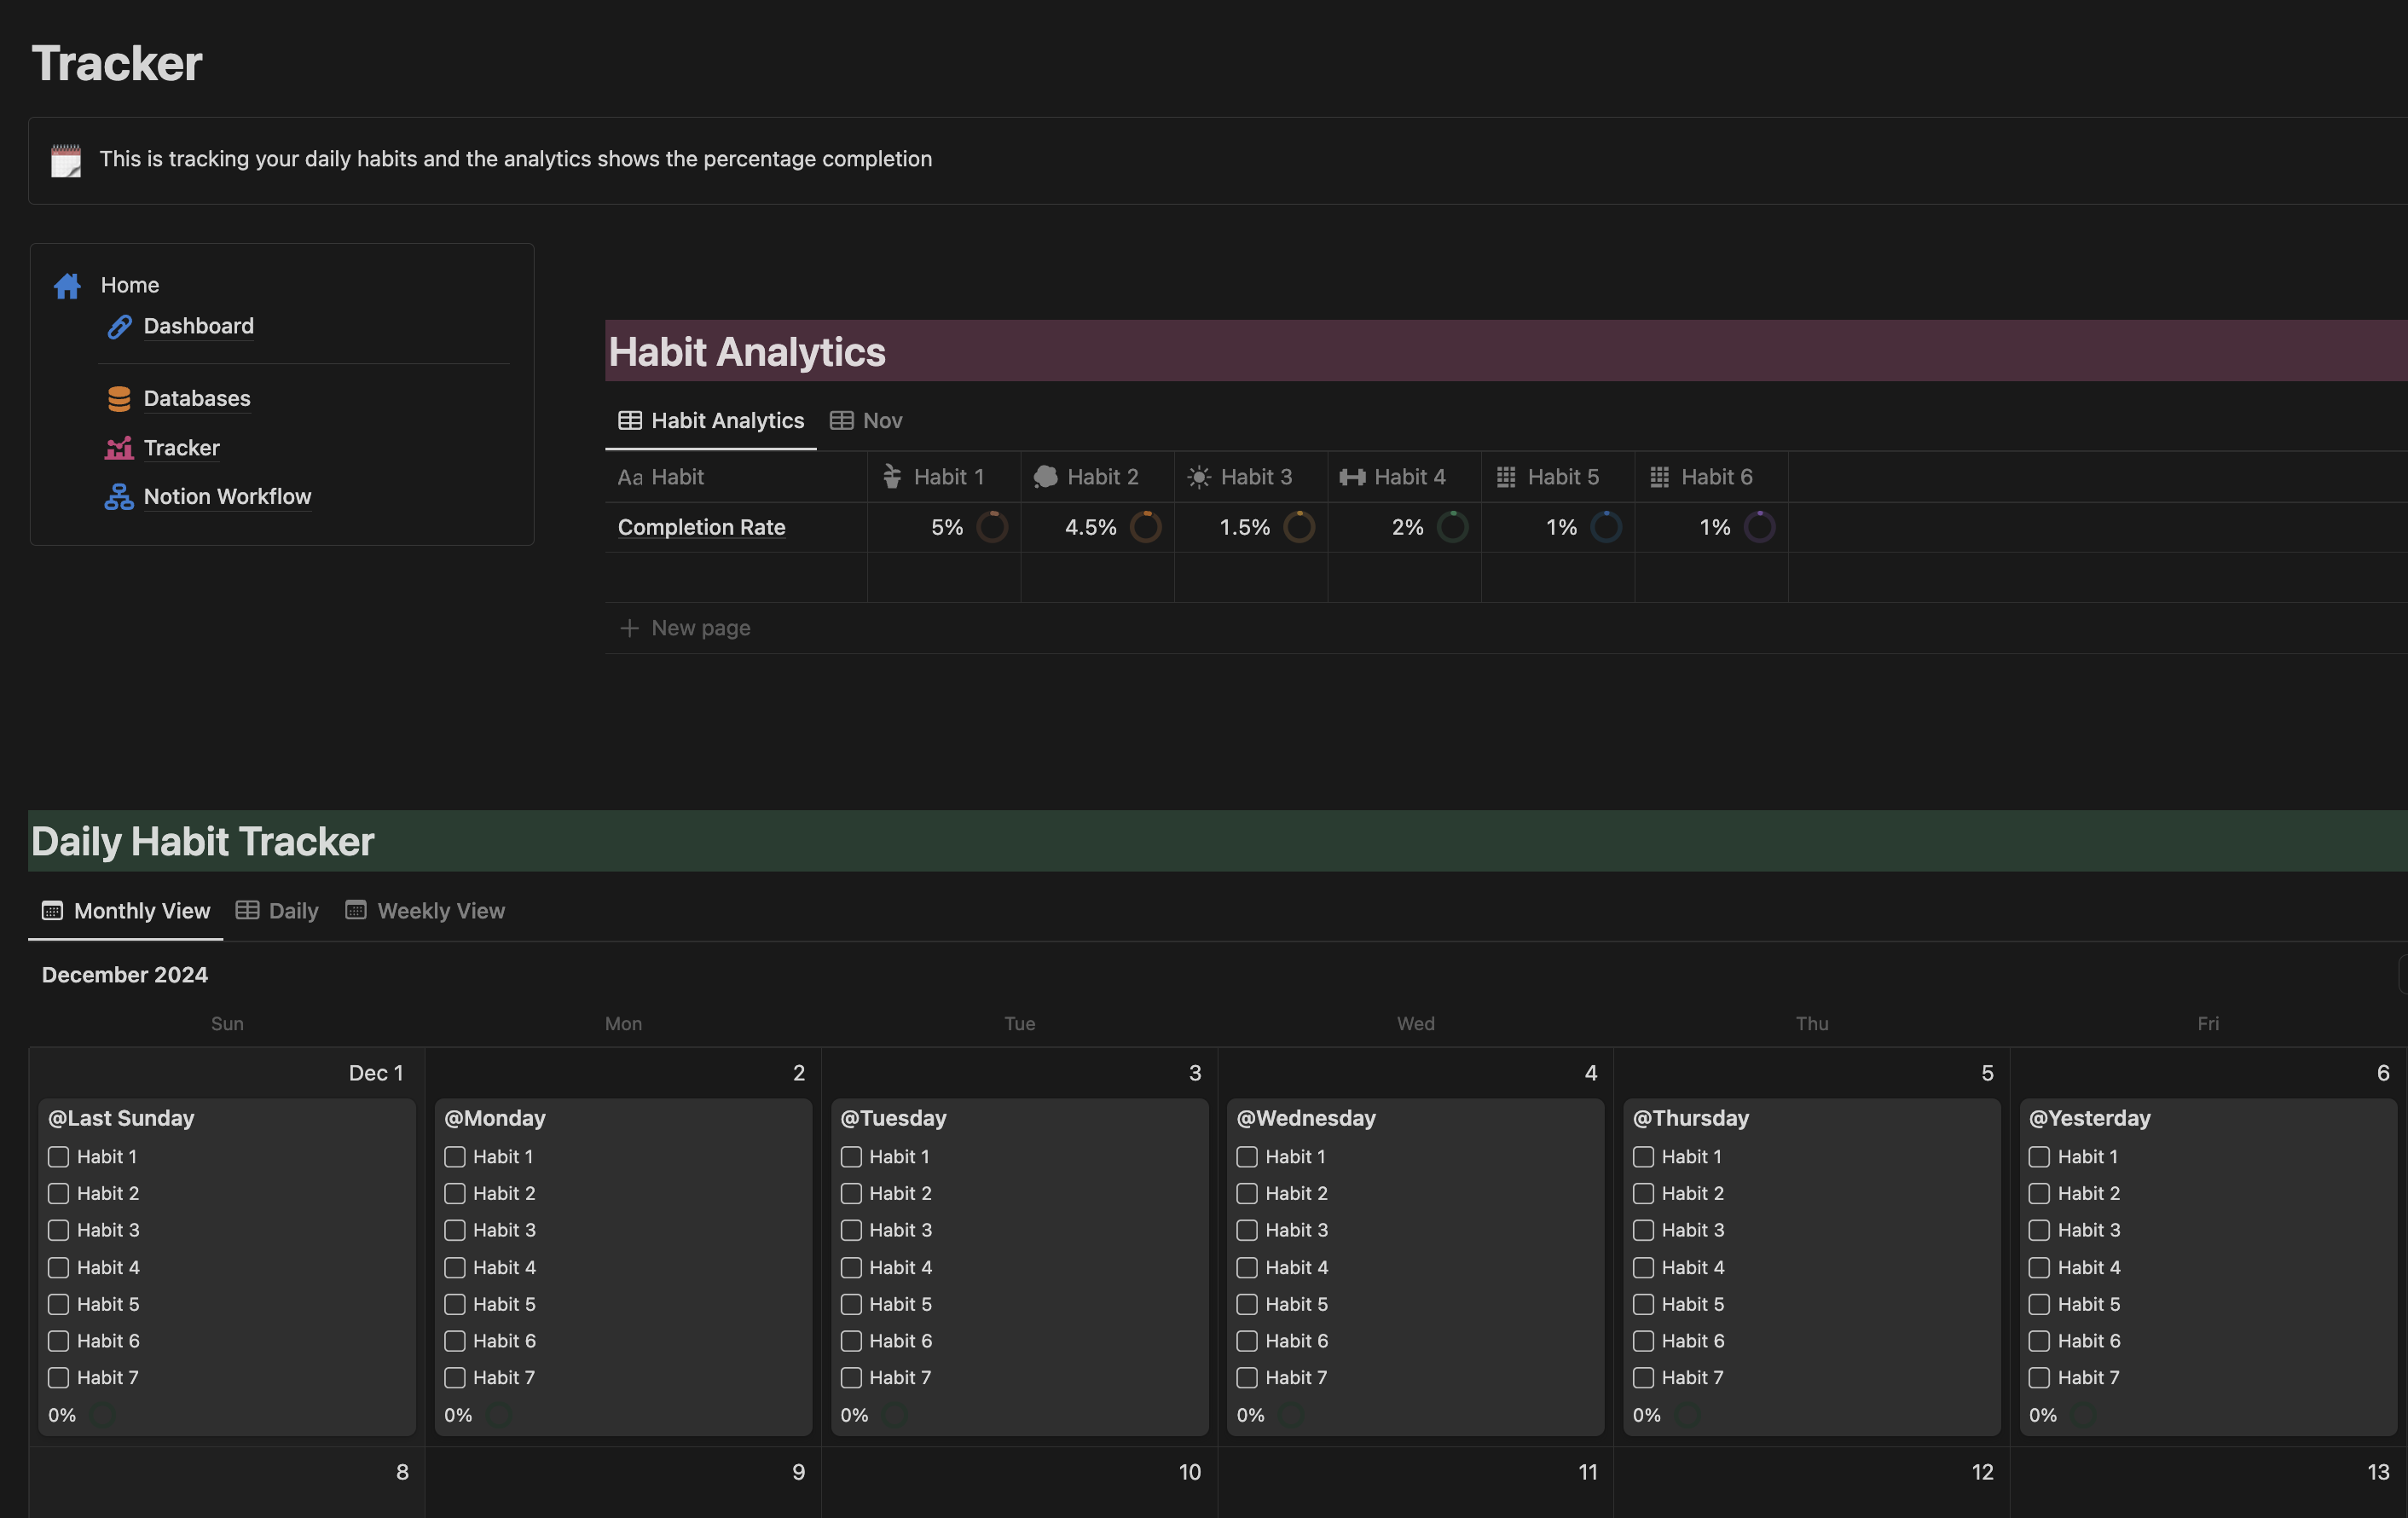 Tracker
This is tracking your daily habits and the analytics shows the percentage completion
Home
Dashboard
Databases
Tracker
Notion Workflow
Habit Analytics
Habit Analytics Nov
Aa Habit Habit 1 Habit 2 Habit 3 Habit 4 Habit 5 Habit 6
Completion Rate 5% 4.5% 1.5% 2% 1% 1%
+ New page
Daily Habit Tracker
Monthly View Daily Weekly View
December 2024
Sun Mon Tue Wed Thu Fri
Dec 1 2 3 4 5 6
@Last Sunday @Monday @Tuesday @Wednesday @Thursday @Yesterday
Habit 1 Habit 1 Habit 1 Habit 1 Habit 1 Habit 1
Habit 2 Habit 2 Habit 2 Habit 2 Habit 2 Habit 2
Habit 3 Habit 3 Habit 3 Habit 3 Habit 3 Habit 3
Habit 4 Habit 4 Habit 4 Habit 4 Habit 4 Habit 4
Habit 5 Habit 5 Habit 5 Habit 5 Habit 5 Habit 5
Habit 6 Habit 6 Habit 6 Habit 6 Habit 6 Habit 6
Habit 7 Habit 7 Habit 7 Habit 7 Habit 7 Habit 7
0% 0% 0% 0% 0% 0%
8 9 10 11 12 13